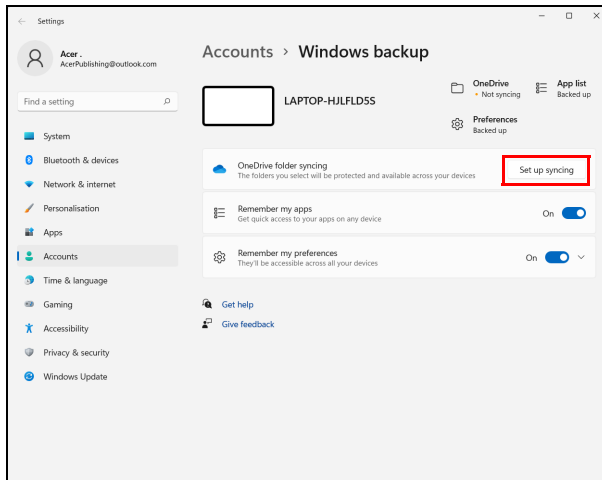 Settings
Acer .
AcerPublishing@outlook.com
Find a setting
System
Bluetooth & devices
Network & internet
Personalisation
Apps
Accounts
Time & language
Gaming
Accessibility
Privacy & security
Windows Update
Accounts > Windows backup
LAPTOP-HJLFLD5S
OneDrive
• Not syncing
App list
Backed up
Preferences
Backed up
OneDrive folder syncing
The folders you select will be protected and available across your devices
Set up syncing
Remember my apps
Get quick access to your apps on any device
On
Remember my preferences
They'll be accessible across all your devices
On
Get help
Give feedback